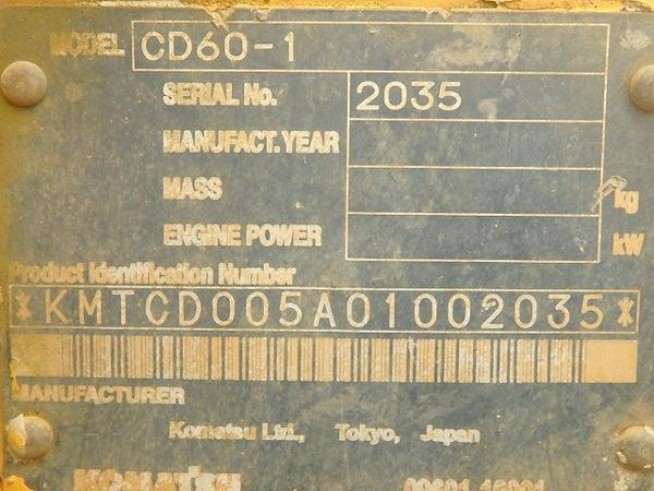 MODEL CD60-1
SERIAL No. 2035
MANUFACT. YEAR
MASS kg
ENGINE POWER kW
Product Identification Number
*KMTCD005A01002035*
MANUFACTURER
Komatsu Ltd., Tokyo, Japan
KOMATSU